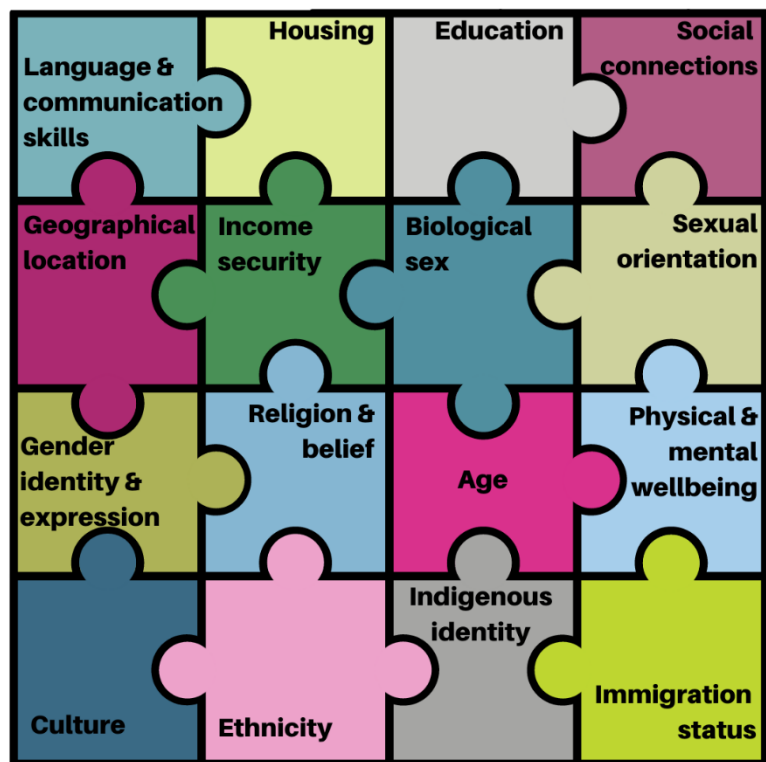 Language &
communication
skills
Housing
Education
Social
connections
Geographical
location
Income
security
Biological
sex
Sexual
orientation
Gender
identity &
expression
Religion &
belief
Age
Physical &
mental
wellbeing
Culture
Ethnicity
Indigenous
identity
Immigration
status